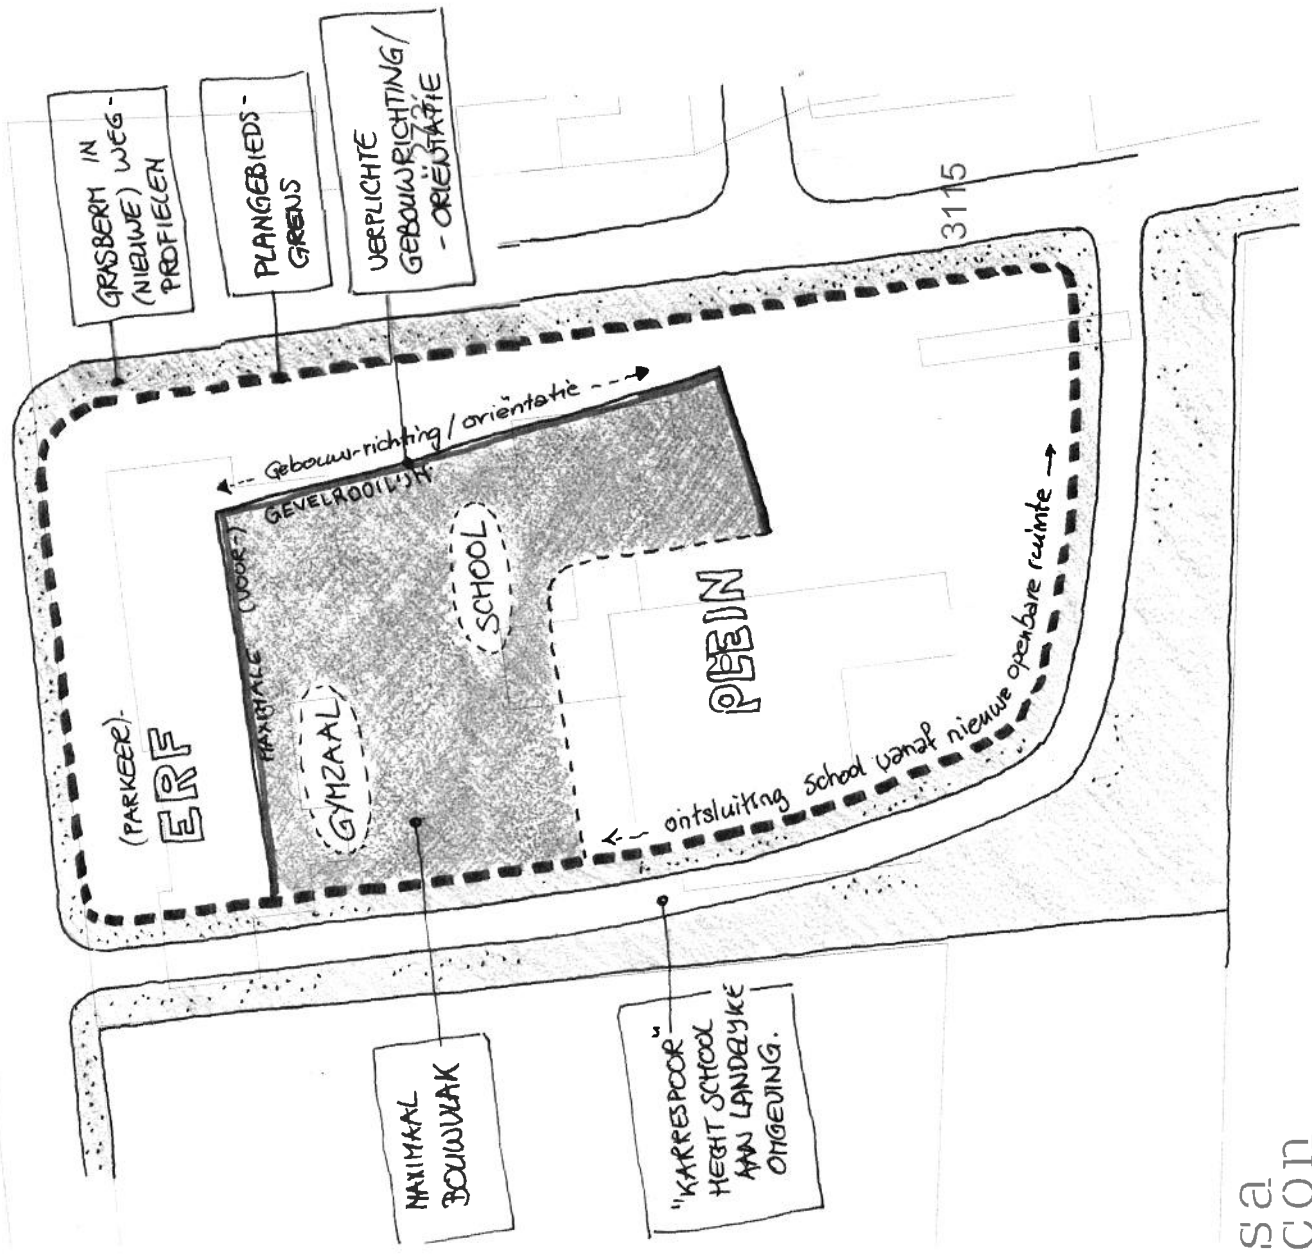 GRASBERM IN
(NIEUWE) WEG-
PROFIELEN
PLANGEBIEDS-
GRENS
VERPLICHTE
GEBOUWRICHTING/
- ORIËNTATIE
3115
Gebouw-richting/oriëntatie
GEVELROOILIJN
MAXIMALE (VOOR-)
(PARKEER)-
ERF
GYMZAAL
SCHOOL
PLEIN
ontsluiting school vanaf nieuwe openbare ruimte
MAXIMAAL
BOUWVLAK
"KARRESPOOR"
HECHT SCHOOL
AAN LANDELYKE
OMGEVING.
sa
con